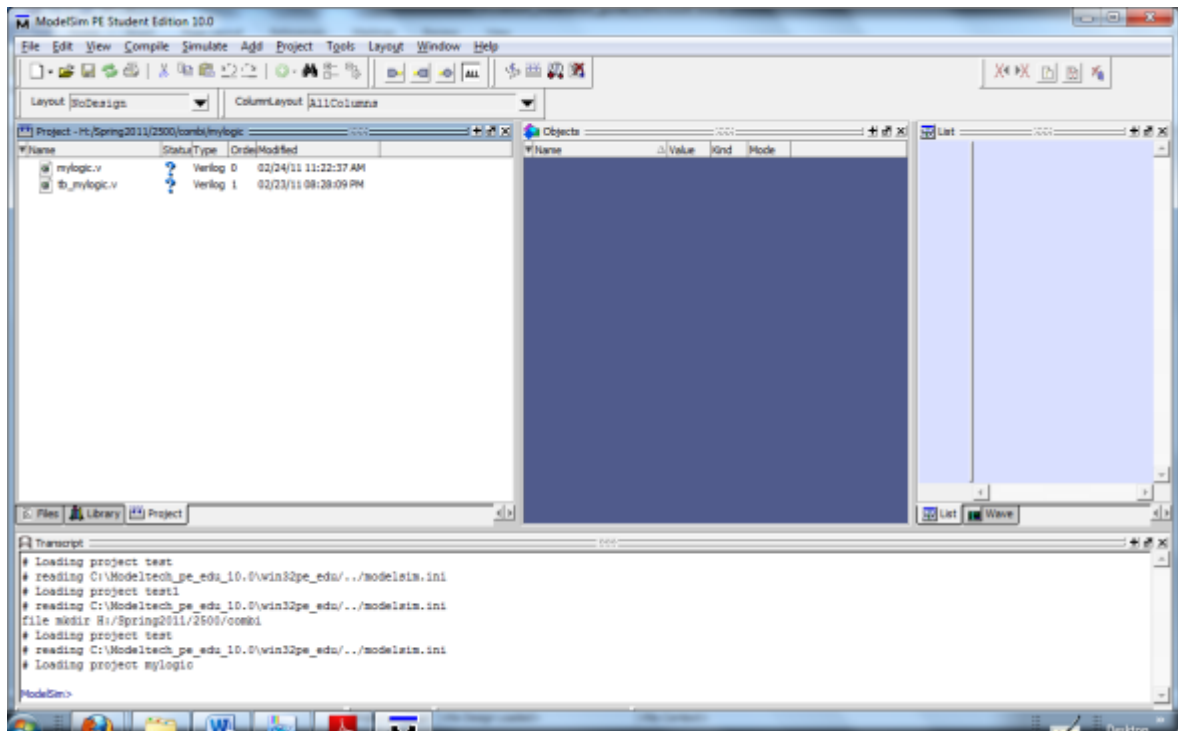 ModelSim PE Student Edition 10.0
File Edit View Compile Simulate Add Project Tools Layout Window Help
Layout NoDesign ColumnLayout AllColumns
Project - H:/Spring2011/2500/combi/mylogic
Name Status Type Order Modified
mylogic.v ? Verilog 0 02/24/11 11:22:37 AM
tb_mylogic.v ? Verilog 1 02/23/11 08:28:09 PM
Objects
Name Value Kind Mode
List
Files Library Project
List Wave
Transcript
# Loading project test
# reading C:\Modeltech_pe_edu_10.0\win32pe_edu/../modelsim.ini
# Loading project test1
# reading C:\Modeltech_pe_edu_10.0\win32pe_edu/../modelsim.ini
file mkdir H:/Spring2011/2500/combi
# Loading project test
# reading C:\Modeltech_pe_edu_10.0\win32pe_edu/../modelsim.ini
# Loading project mylogic
ModelSim>
Desktop